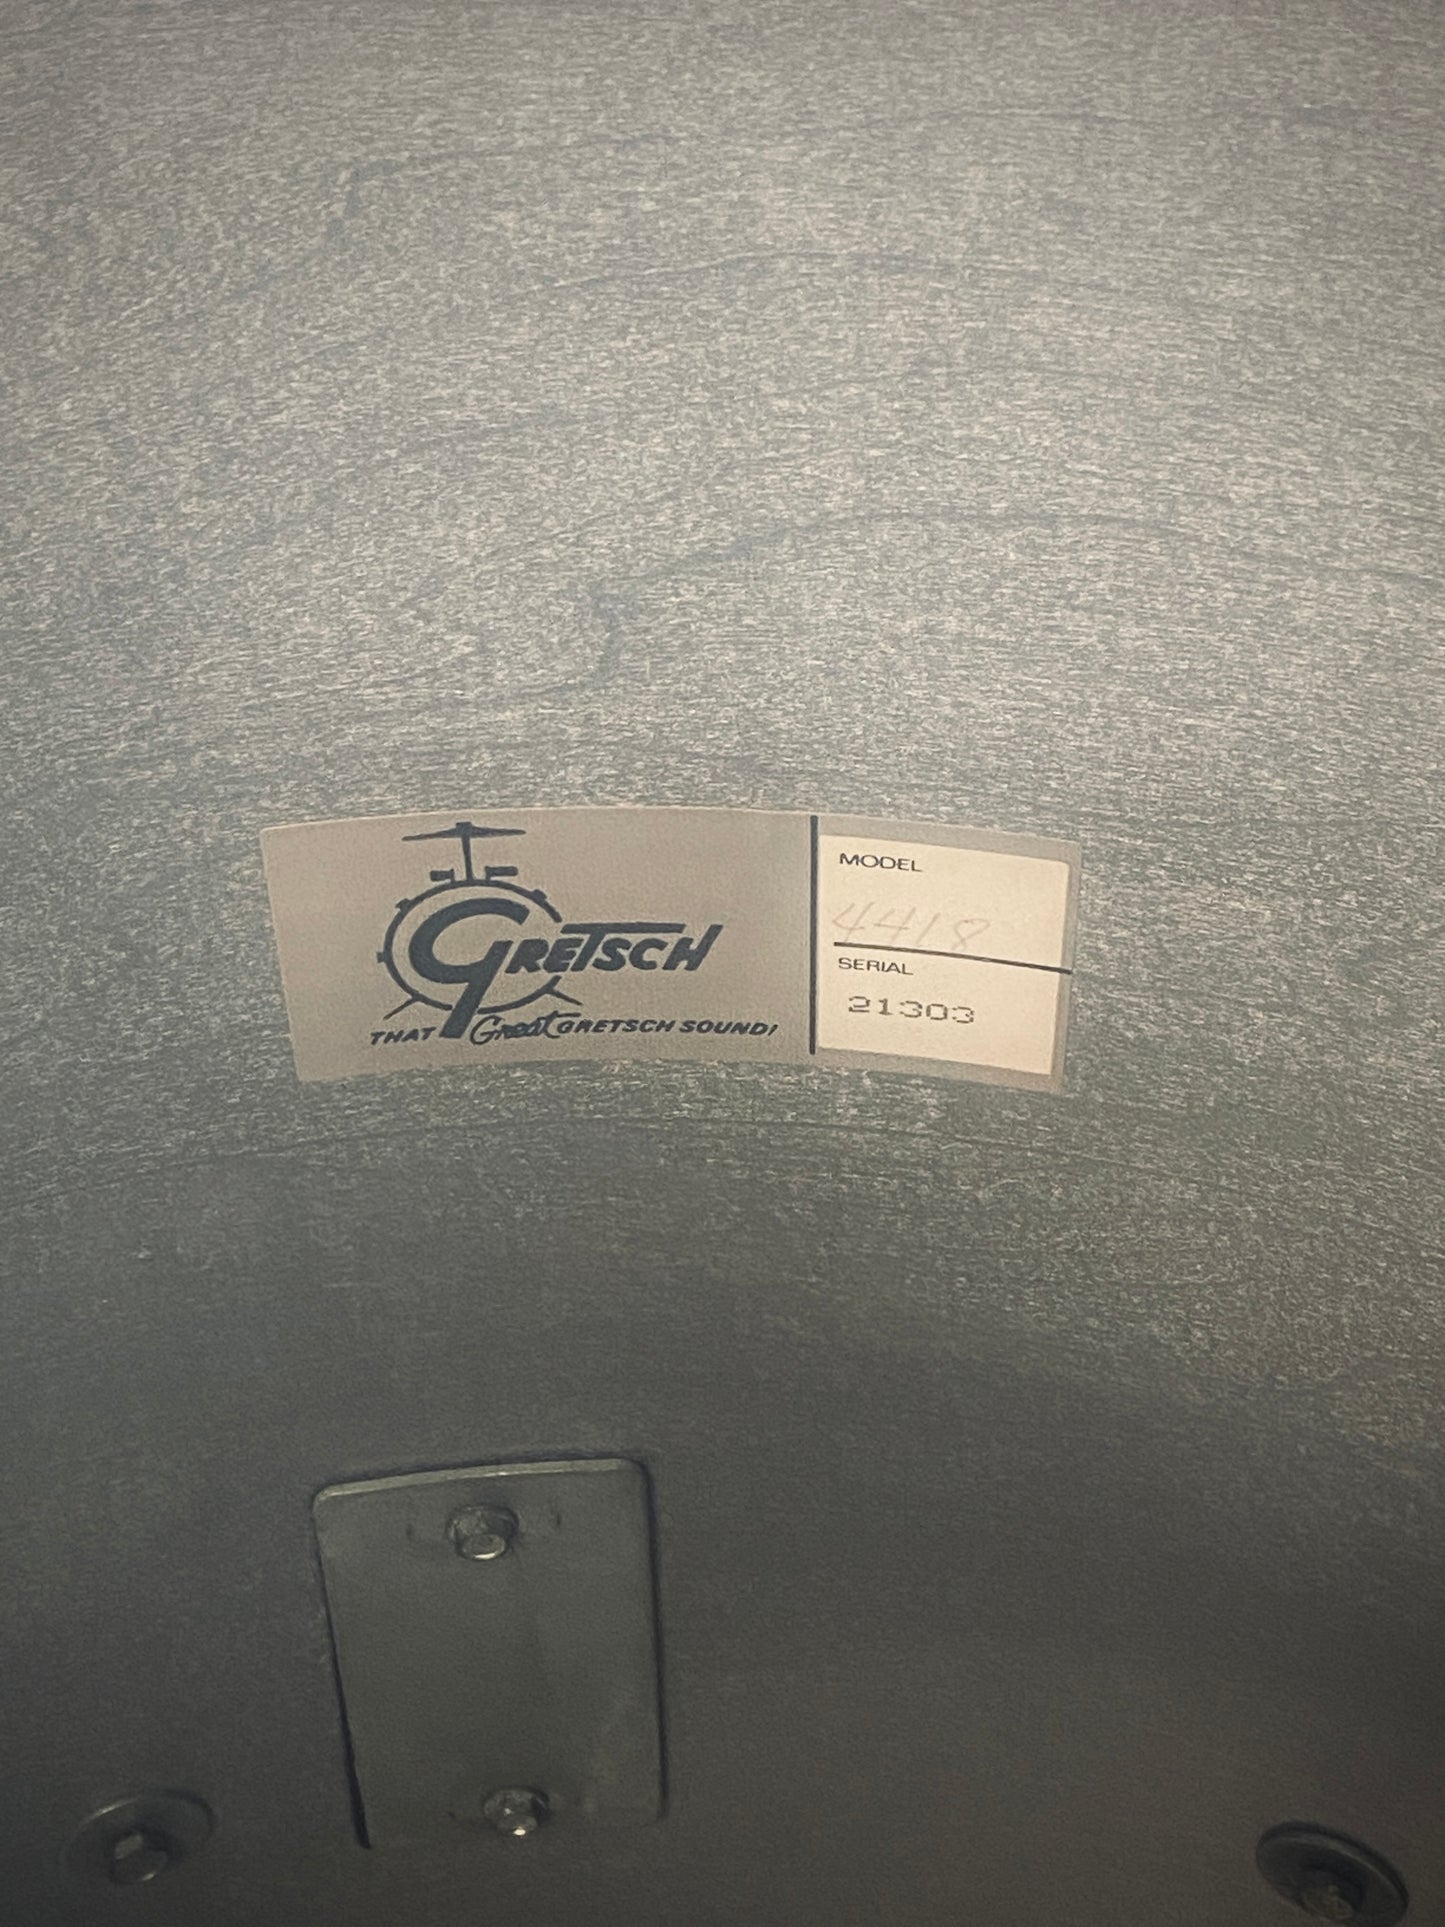 GRETSCH
THAT Great GRETSCH SOUND!
MODEL
4418
SERIAL
21303